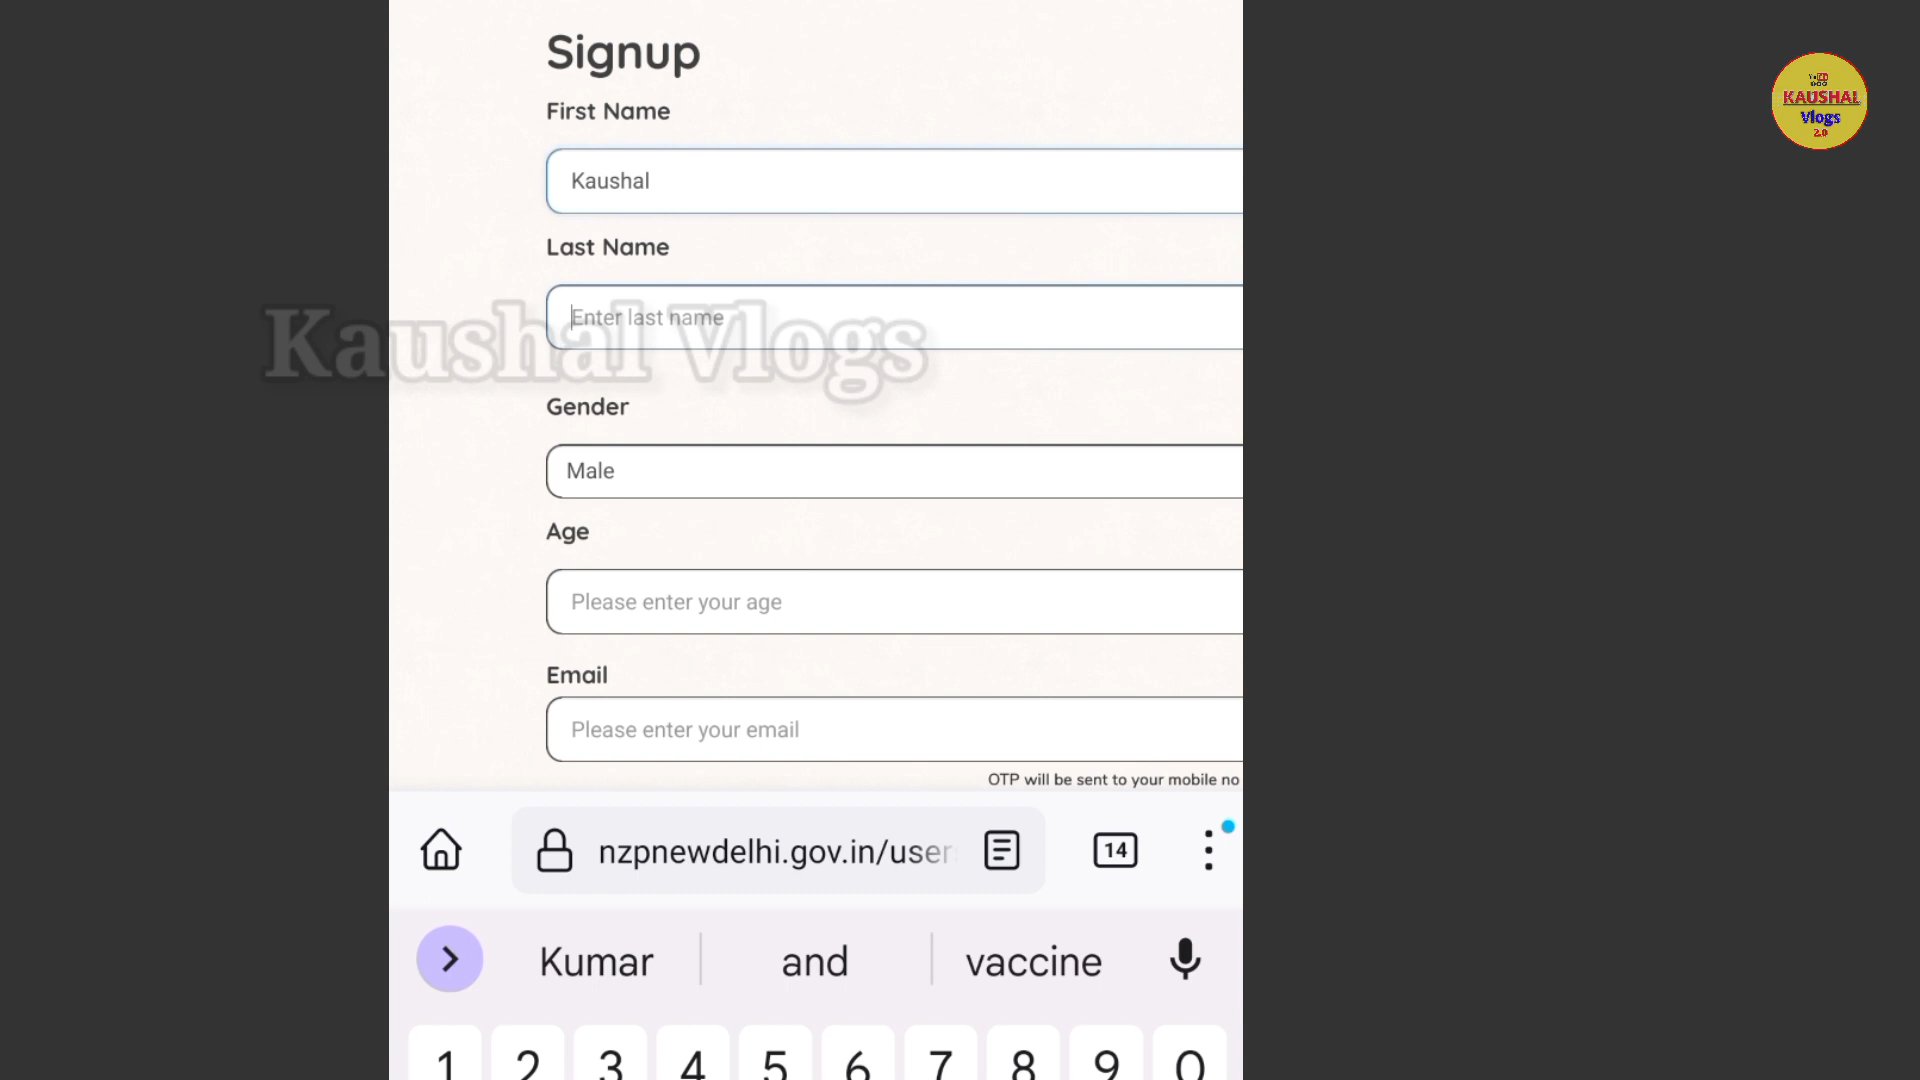 Signup
First Name
Kaushal
Last Name
Enter last name
Kaushal Vlogs
Gender
Male
Age
Please enter your age
Email
Please enter your email
OTP will be sent to your mobile no
nzpnewdelhi.gov.in/user
14
Kumar and vaccine
1 2 3 4 5 6 7 8 9 0
KAUSHAL
Vlogs
2.0